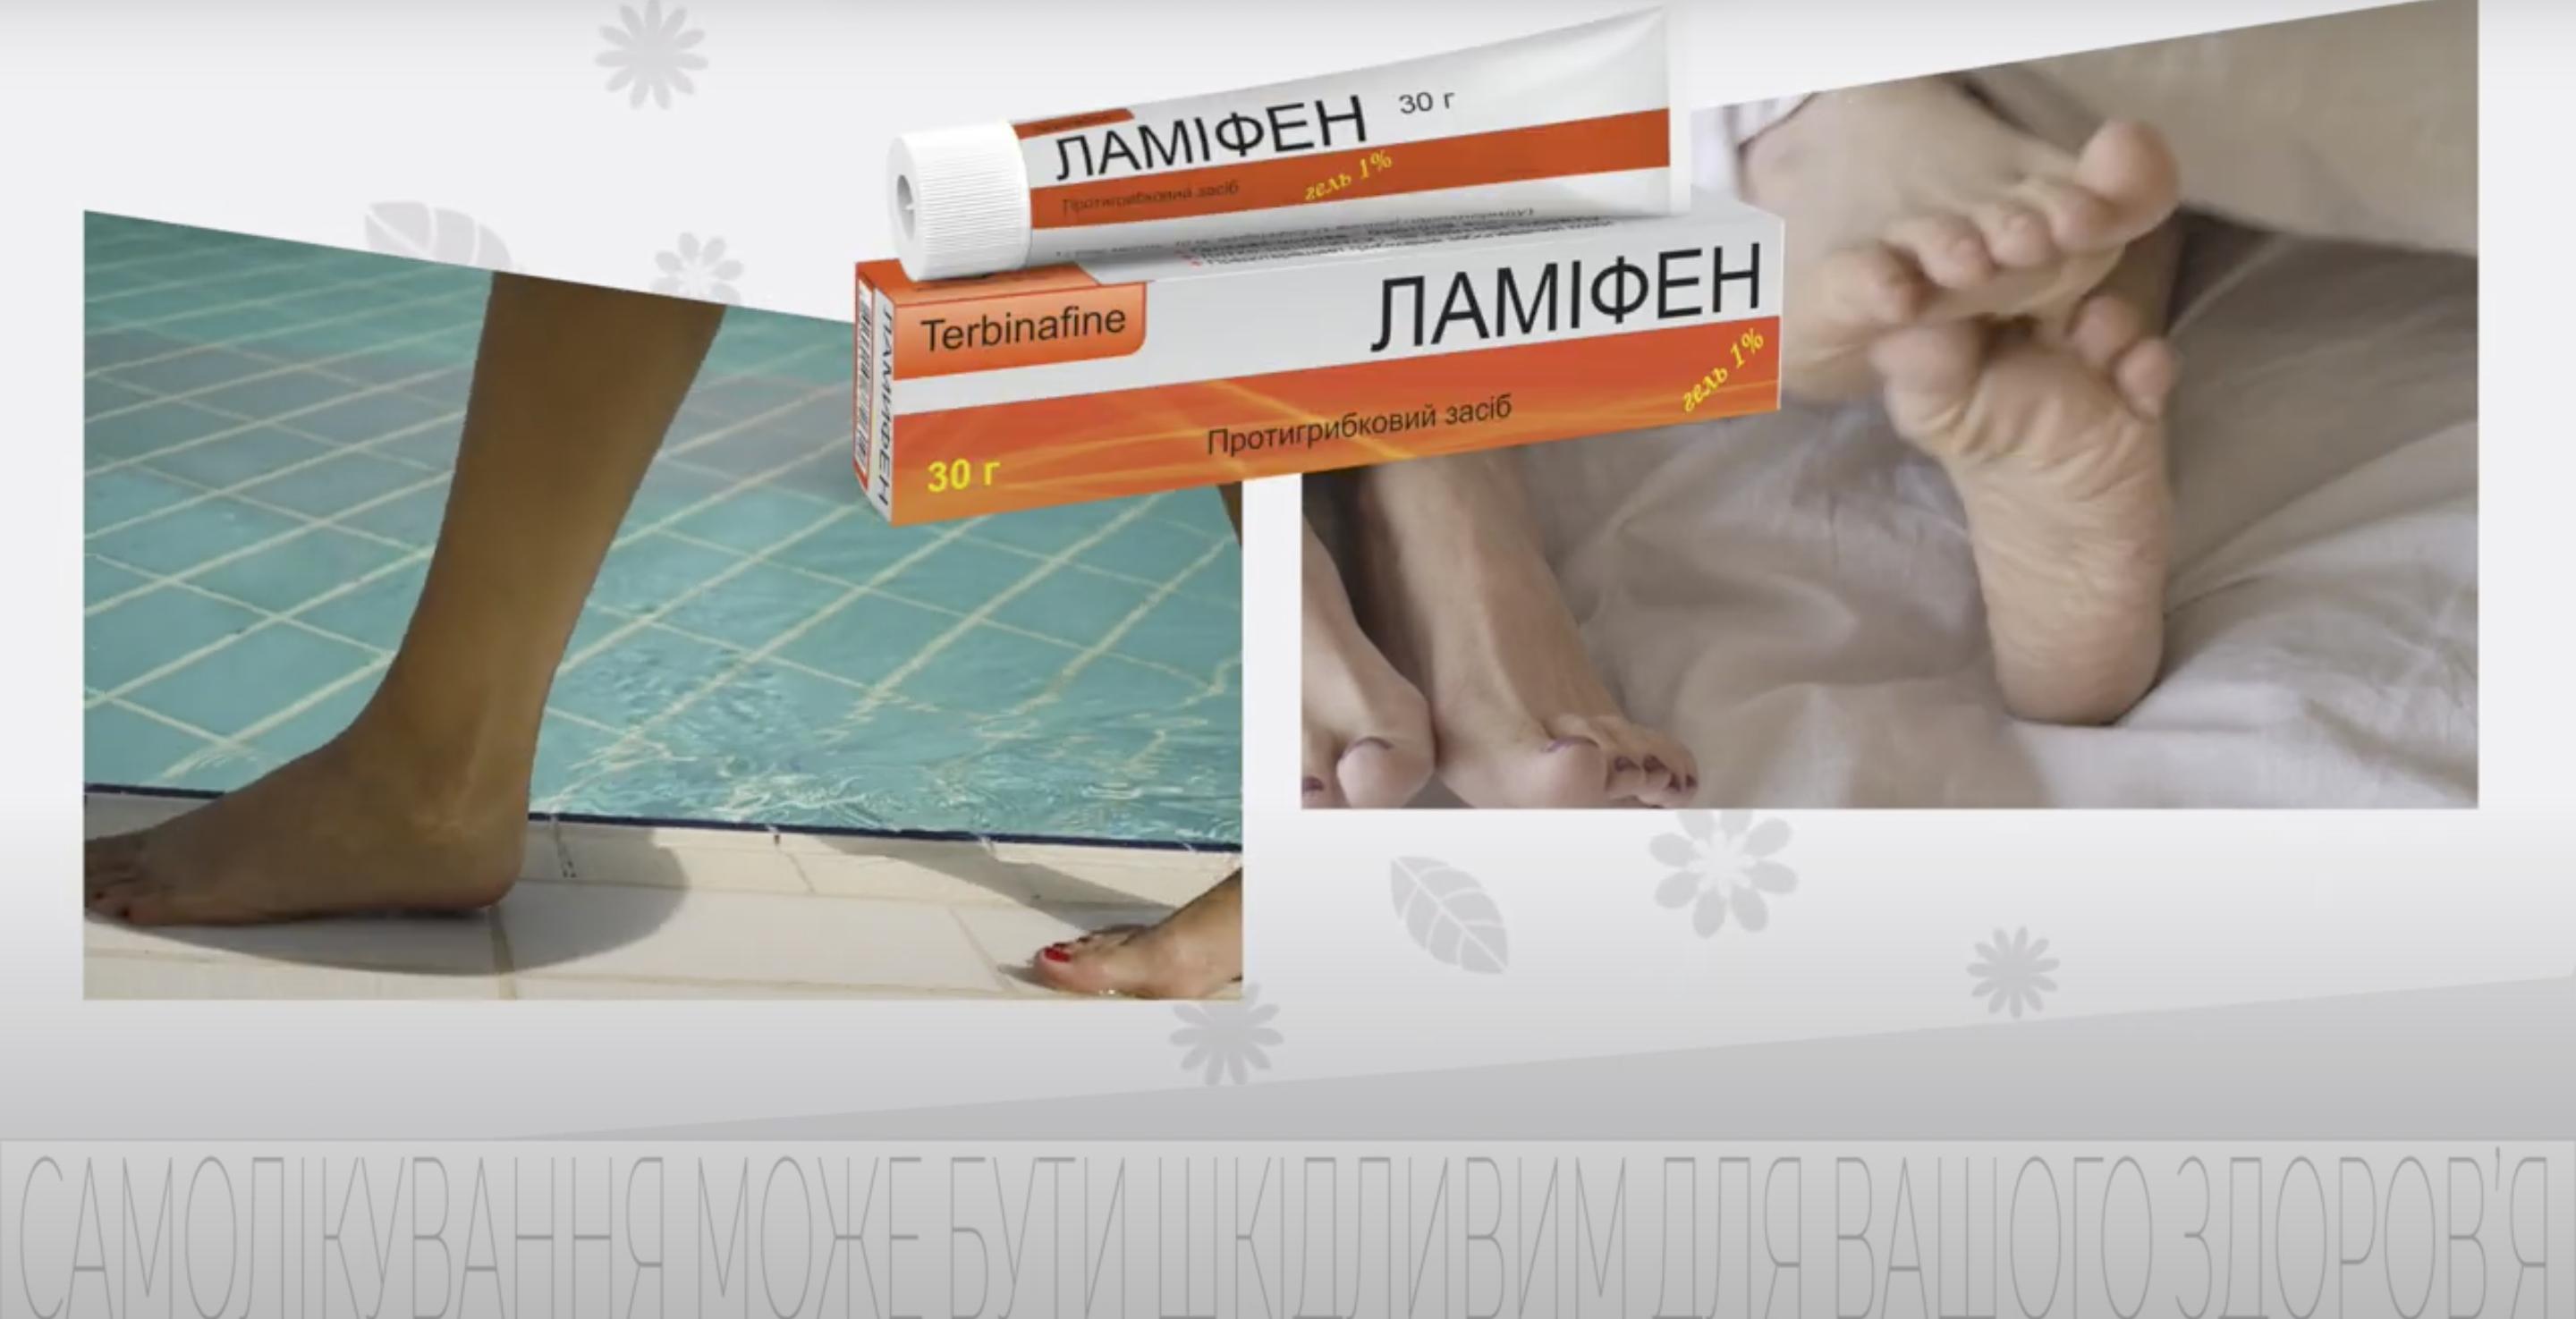 ЛАМІФЕН 30 г
Протигрибковий засіб гель 1%
Terbinafine
ЛАМІФЕН
гель 1%
Протигрибковий засіб
30 г
ЛАМИФЕН
САМОЛІКУВАННЯ МОЖЕ БУТИ ШКІДЛИВИМ ДЛЯ ВАШОГО ЗДОРОВ'Я